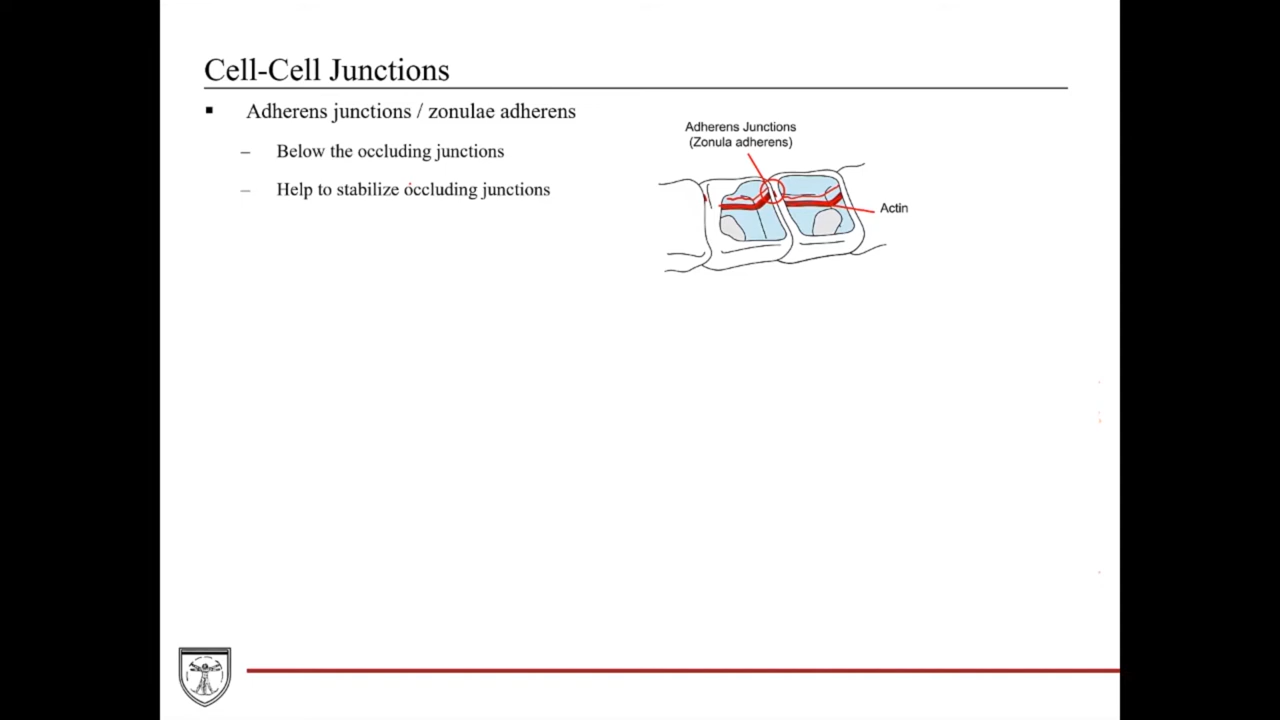 Cell-Cell Junctions
▪ Adherens junctions / zonulae adherens
– Below the occluding junctions
– Help to stabilize occluding junctions
Adherens Junctions
(Zonula adherens)
Actin